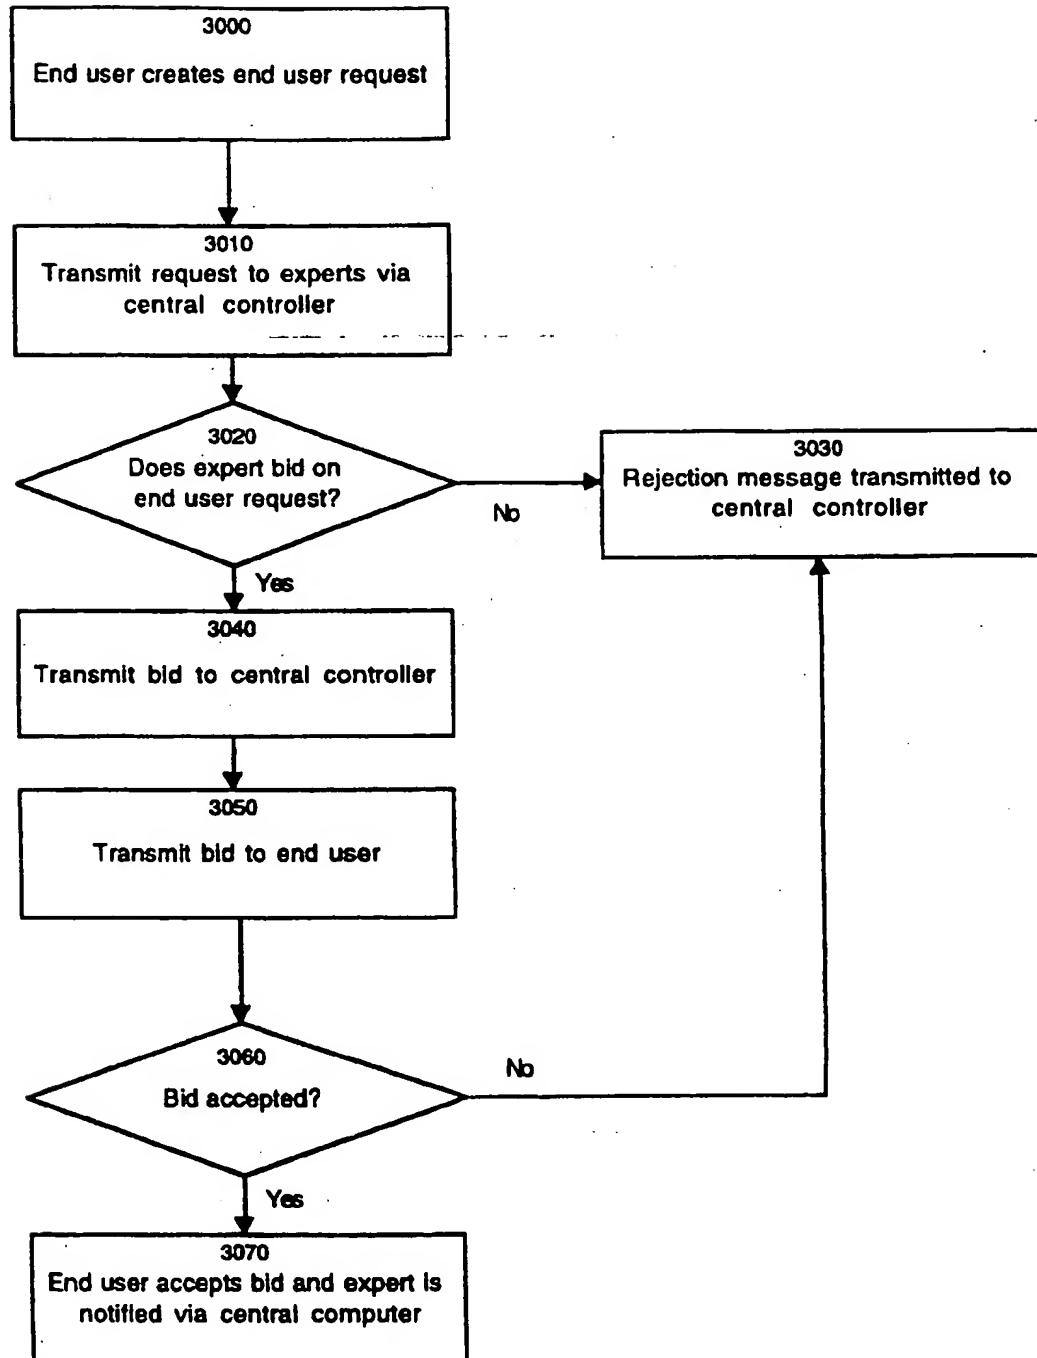 3000
End user creates end user request
3010
Transmit request to experts via
central controller
3020
Does expert bid on
end user request?
No
3030
Rejection message transmitted to
central controller
Yes
3040
Transmit bid to central controller
3050
Transmit bid to end user
3060
Bid accepted?
No
Yes
3070
End user accepts bid and expert is
notified via central computer